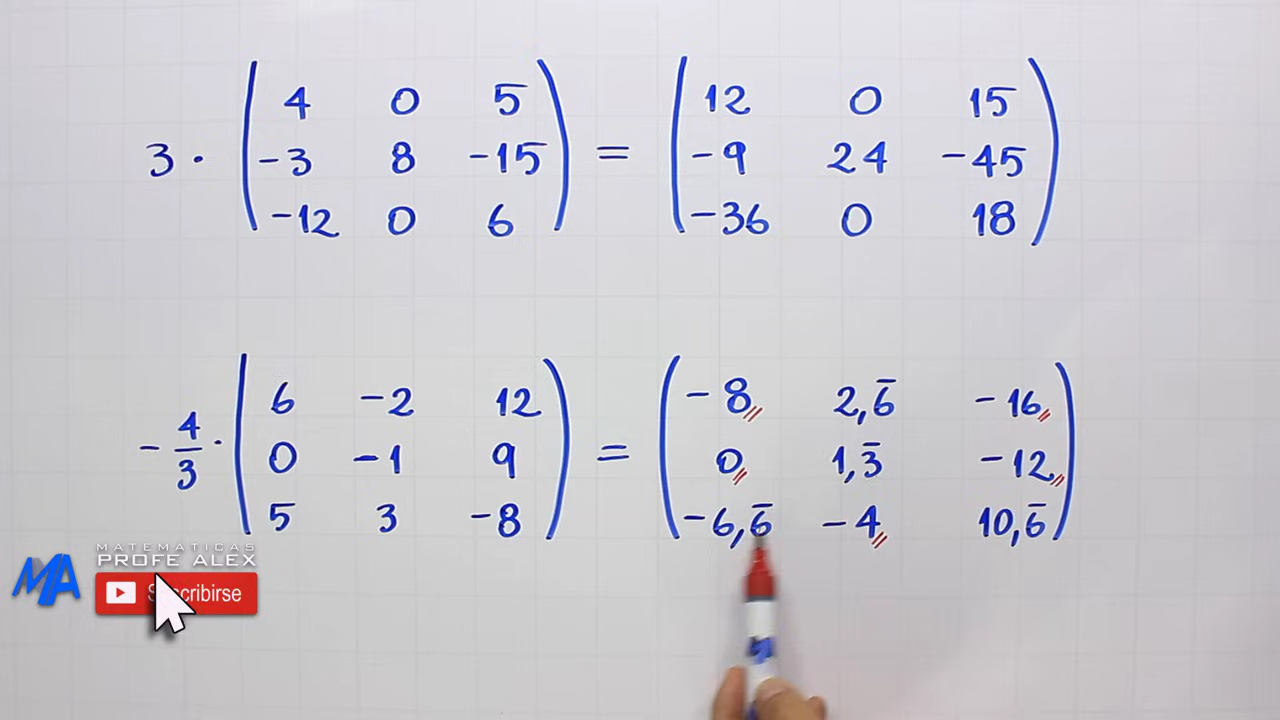 3 · ( 4 0 5 ) = ( 12 0 15 )
( -3 8 -15 ) ( -9 24 -45 )
( -12 0 6 ) ( -36 0 18 )
-4/3 · ( 6 -2 12 ) = ( -8 2,6̅ -16 )
( 0 -1 9 ) ( 0 1,3̅ -12 )
( 5 3 -8 ) ( -6,6̅ -4 10,6̅ )
MA
MATEMATICAS
PROFE ALEX
Suscribirse